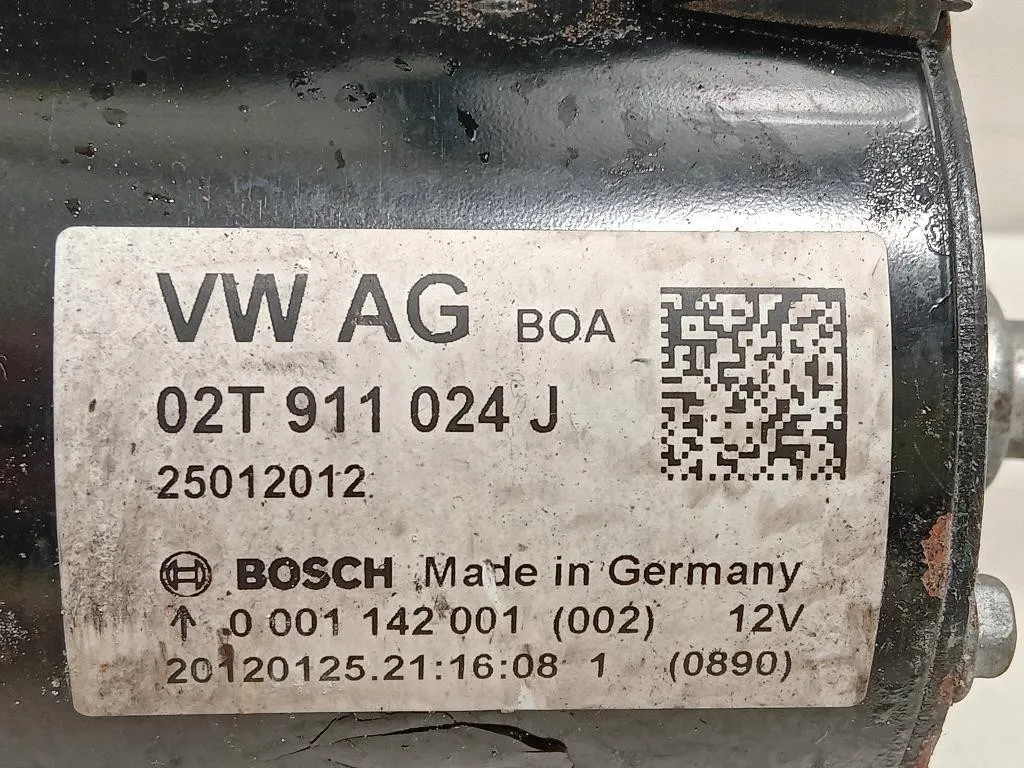 VW AG BOA
02T 911 024 J
25012012
BOSCH Made in Germany
↑ 0 001 142 001 (002) 12V
20120125.21:16:08 1 (0890)